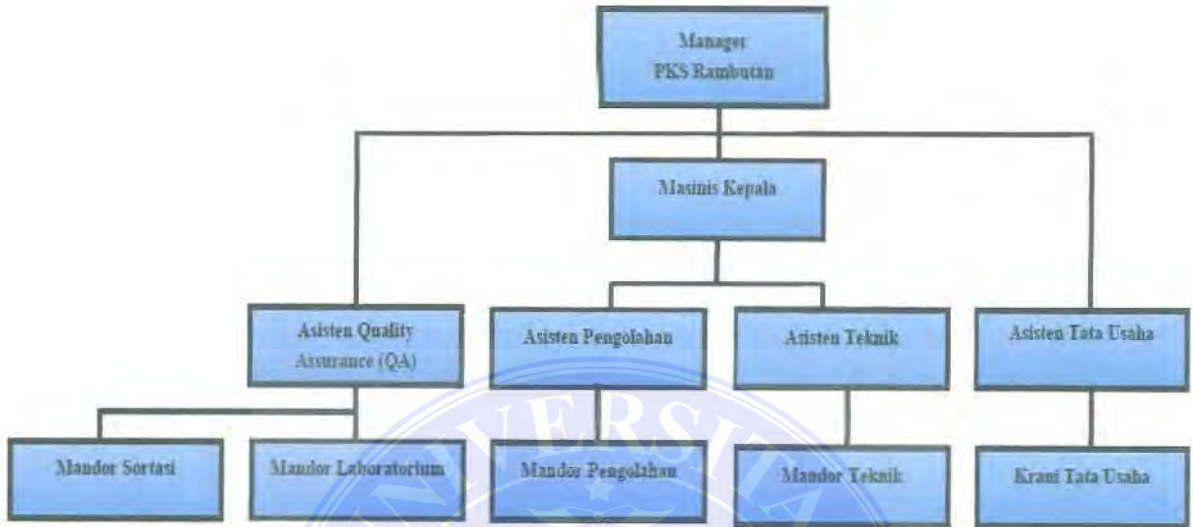 Manager
PKS Rambutan
Masinis Kepala
Asisten Quality
Assurance (QA)
Asisten Pengolahan
Asisten Teknik
Asisten Tata Usaha
Mandor Sortasi
Mandor Laboratorium
Mandor Pengolahan
Mandor Teknik
Krani Tata Usaha